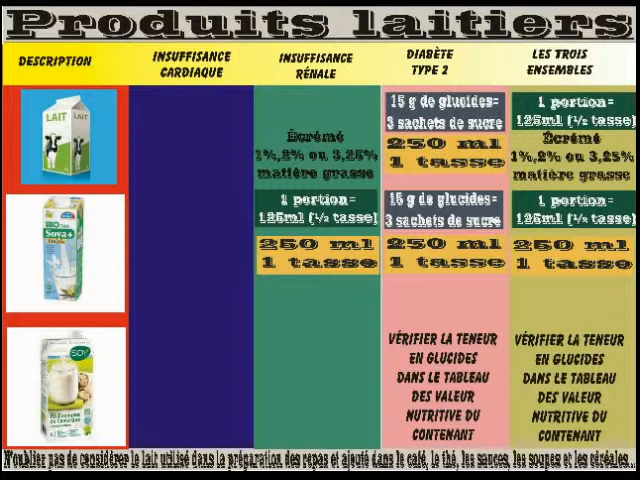 Produits laitiers
DESCRIPTION
INSUFFISANCE
CARDIAQUE
INSUFFISANCE
RÉNALE
DIABÈTE
TYPE 2
LES TROIS
ENSEMBLES
LAIT
LAIT
Écrémé
1%,2% ou 3,25%
matière grasse
15 g de glucides=
3 sachets de sucre
250 ml
1 tasse
1 portion=
125ml (½ tasse)
Écrémé
1%,2% ou 3,25%
matière grasse
BIO
Soya+
1 portion=
125ml (½ tasse)
250 ml
1 tasse
15 g de glucides=
3 sachets de sucre
250 ml
1 tasse
1 portion=
125ml (½ tasse)
250 ml
1 tasse
SOY
VÉRIFIER LA TENEUR
EN GLUCIDES
DANS LE TABLEAU
DES VALEUR
NUTRITIVE DU
CONTENANT
VÉRIFIER LA TENEUR
EN GLUCIDES
DANS LE TABLEAU
DES VALEUR
NUTRITIVE DU
CONTENANT
N'oublier pas de considérer le lait utilisé dans la préparation des repas et ajouté dans le café, le thé, les sauces, les soupes et les céréales...